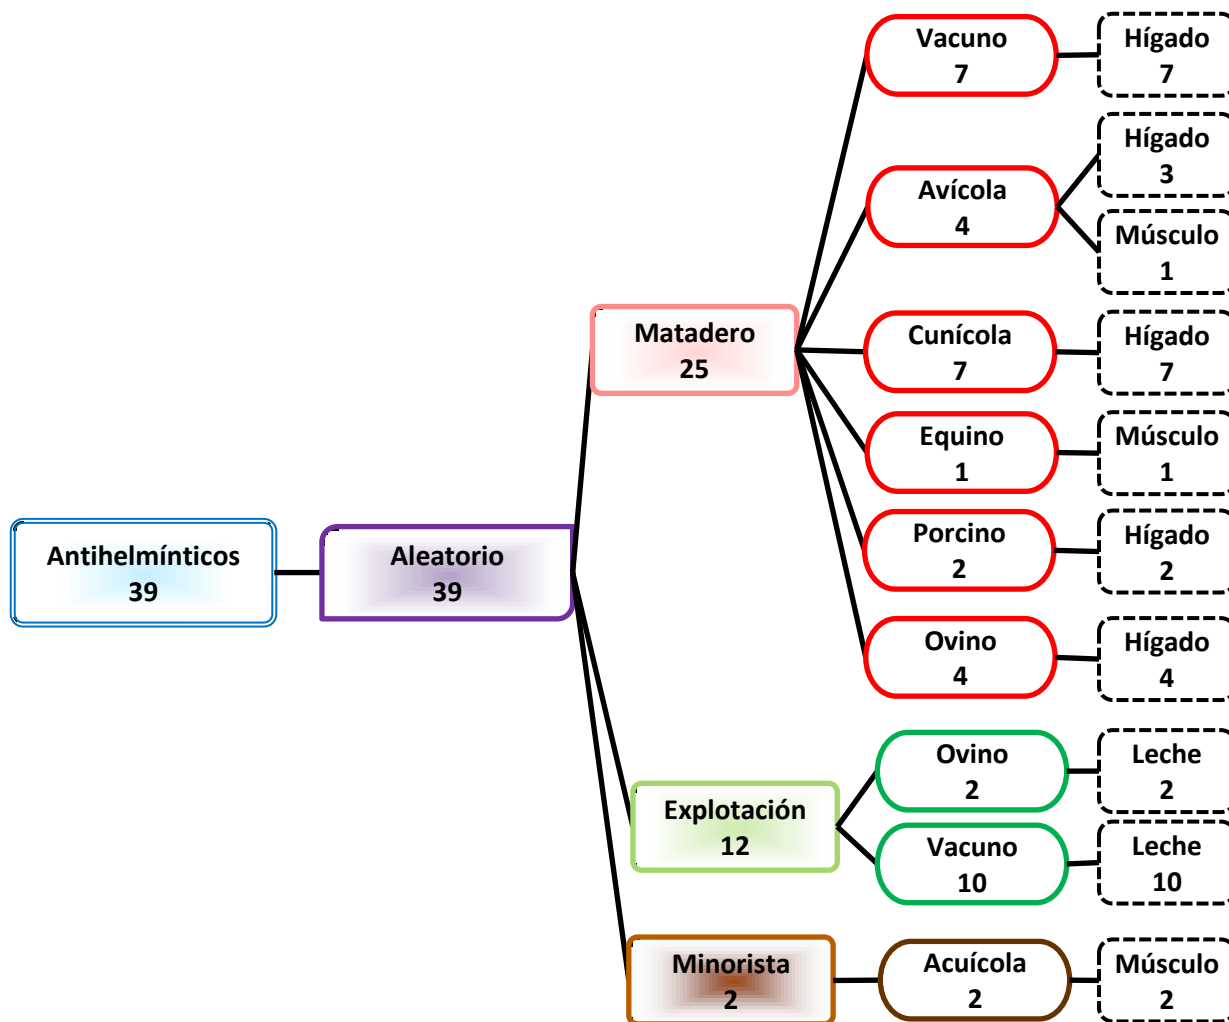 Vacuno
7
Hígado
7
Avícola
4
Hígado
3
Músculo
1
Matadero
25
Cunícola
7
Hígado
7
Equino
1
Músculo
1
Antihelmínticos
39
Aleatorio
39
Porcino
2
Hígado
2
Ovino
4
Hígado
4
Explotación
12
Ovino
2
Leche
2
Vacuno
10
Leche
10
Minorista
2
Acuícola
2
Músculo
2